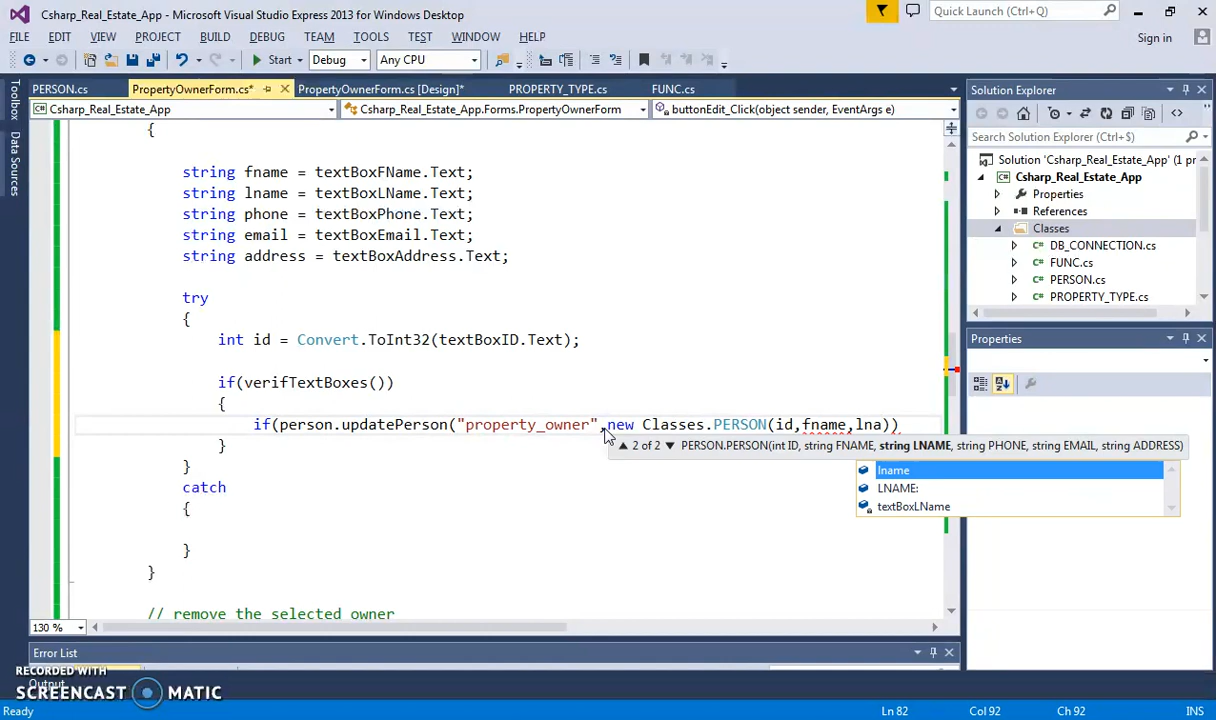 Csharp_Real_Estate_App - Microsoft Visual Studio Express 2013 for Windows Desktop
Quick Launch (Ctrl+Q)
FILE EDIT VIEW PROJECT BUILD DEBUG TEAM TOOLS TEST WINDOW HELP
Sign in
Start Debug Any CPU
PERSON.cs PropertyOwnerForm.cs* PropertyOwnerForm.cs [Design]* PROPERTY_TYPE.cs FUNC.cs
Csharp_Real_Estate_App Csharp_Real_Estate_App.Forms.PropertyOwnerForm buttonEdit_Click(object sender, EventArgs e)
Toolbox
Data Sources
{
string fname = textBoxFName.Text;
string lname = textBoxLName.Text;
string phone = textBoxPhone.Text;
string email = textBoxEmail.Text;
string address = textBoxAddress.Text;
try
{
int id = Convert.ToInt32(textBoxID.Text);
if(verifTextBoxes())
{
if(person.updatePerson("property_owner",new Classes.PERSON(id,fname,lna))
2 of 2 PERSON.PERSON(int ID, string FNAME, string LNAME, string PHONE, string EMAIL, string ADDRESS)
lname
LNAME:
textBoxLName
}
}
catch
{
}
}
// remove the selected owner
130 %
Error List
Output
Solution Explorer
Search Solution Explorer (Ctrl+$)
Solution 'Csharp_Real_Estate_App' (1 pr
Csharp_Real_Estate_App
Properties
References
Classes
DB_CONNECTION.cs
FUNC.cs
PERSON.cs
PROPERTY_TYPE.cs
Properties
RECORDED WITH
SCREENCAST MATIC
Ready Ln 82 Col 92 Ch 92 INS